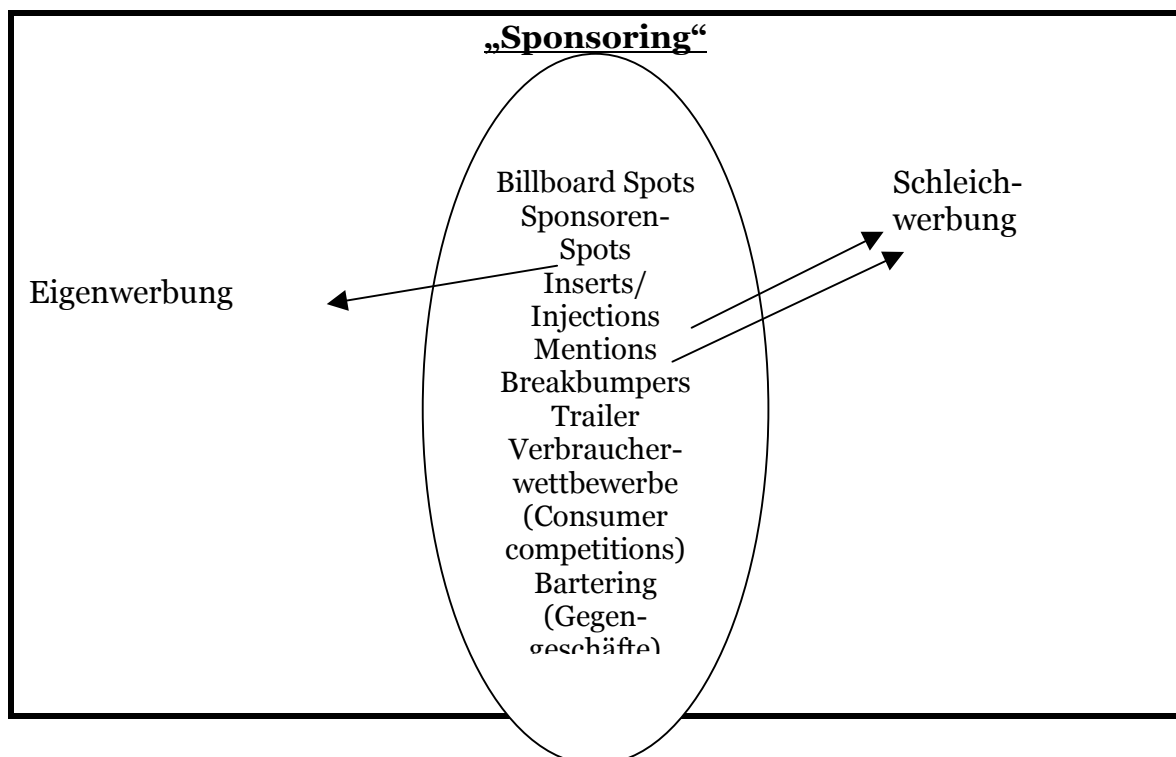 „Sponsoring“
Billboard Spots
Sponsoren-
Spots
Inserts/
Injections
Mentions
Breakbumpers
Trailer
Verbraucher-
wettbewerbe
(Consumer
competitions)
Bartering
(Gegen-
geschäfte)
Schleich-
werbung
Eigenwerbung